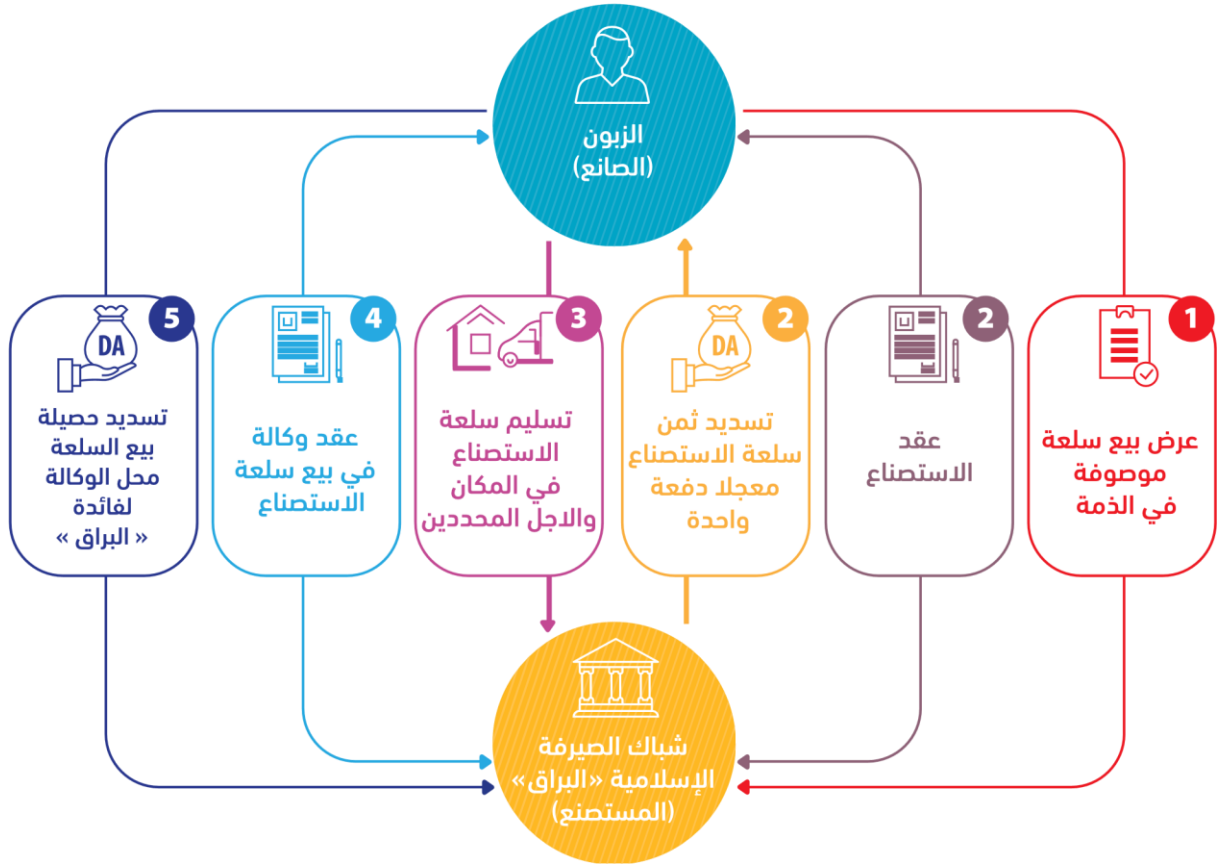 الزبون
(الصانع)
1
عرض بيع سلعة
موصوفة
في الذمة
2
عقد
الاستصناع
2
DA
تسديد ثمن
سلعة الاستصناع
معجلا دفعة
واحدة
3
تسليم سلعة
الاستصناع
في المكان
والاجل المحددين
4
عقد وكالة
في بيع سلعة
الاستصناع
5
DA
تسديد حصيلة
بيع السلعة
محل الوكالة
لفائدة
« البراق »
شباك الصيرفة
الإسلامية «البراق»
(المستصنع)